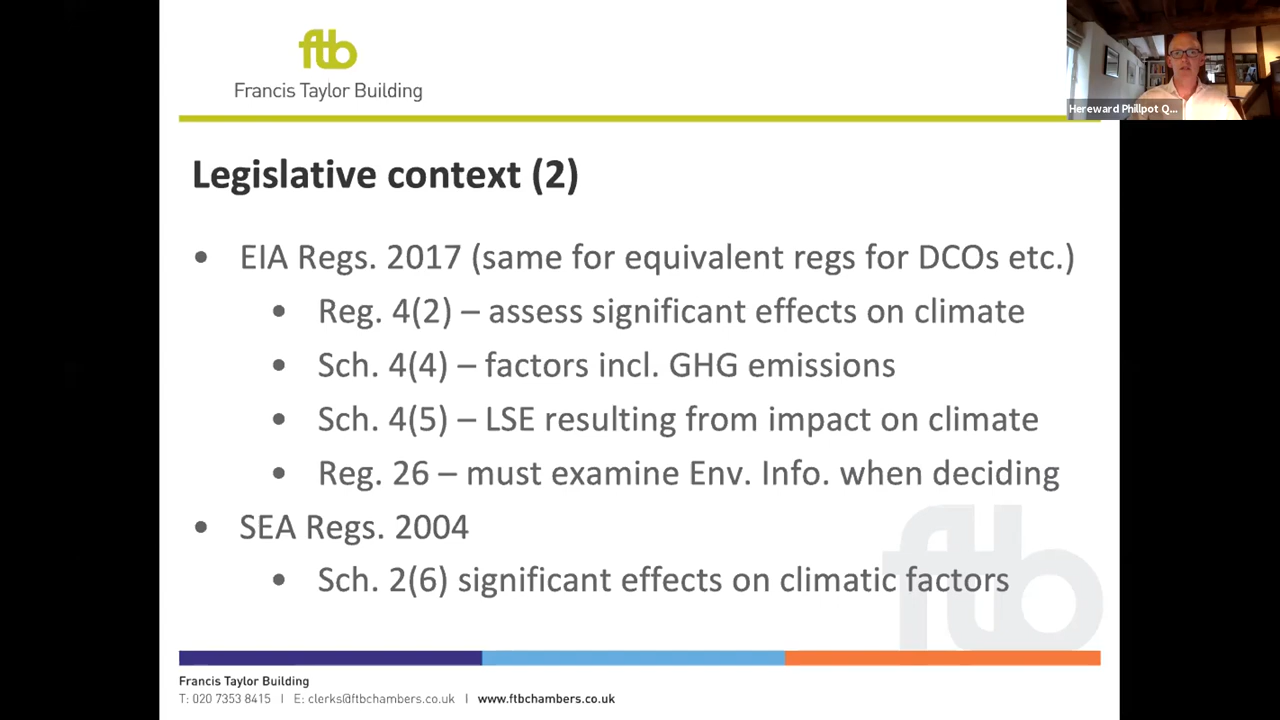 ftb
Francis Taylor Building
Hereward Phillpot Q...
Legislative context (2)
• EIA Regs. 2017 (same for equivalent regs for DCOs etc.)
• Reg. 4(2) – assess significant effects on climate
• Sch. 4(4) – factors incl. GHG emissions
• Sch. 4(5) – LSE resulting from impact on climate
• Reg. 26 – must examine Env. Info. when deciding
• SEA Regs. 2004
• Sch. 2(6) significant effects on climatic factors
ftb
Francis Taylor Building
T: 020 7353 8415 | E: clerks@ftbchambers.co.uk | www.ftbchambers.co.uk